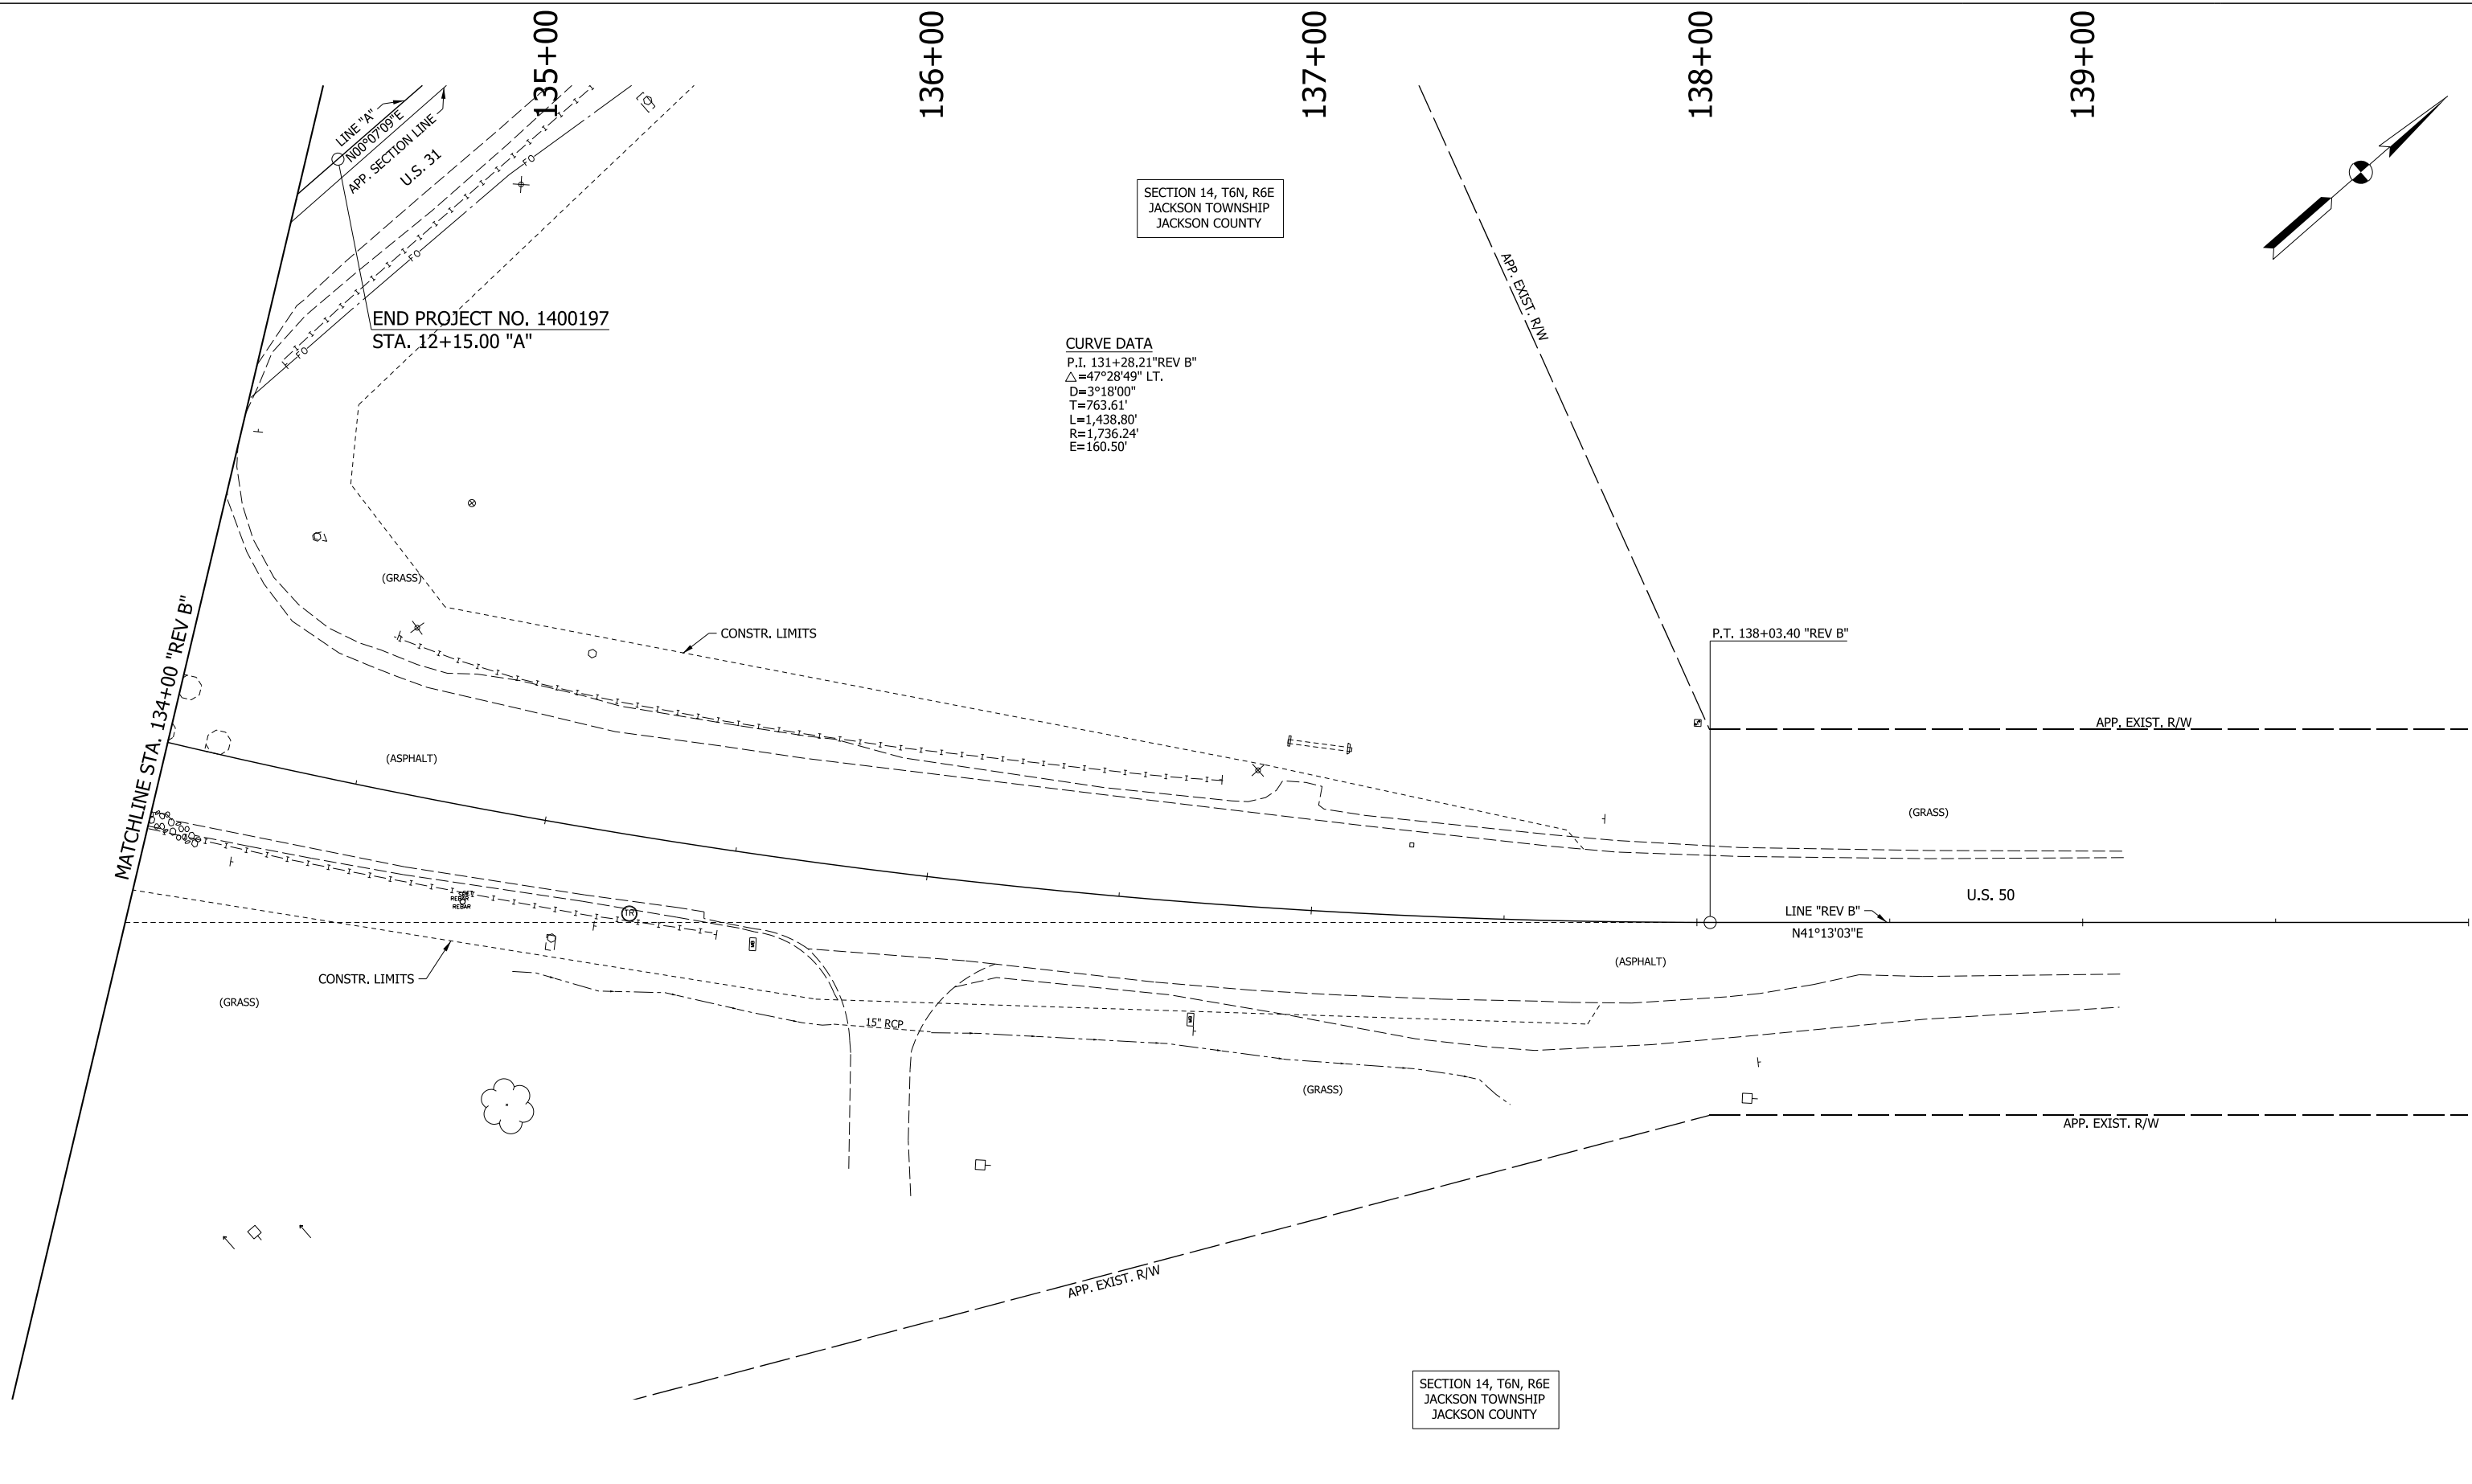 135+00
136+00
137+00
138+00
139+00
LINE "A"
N00°07'09"E
APP. SECTION LINE
U.S. 31
FO
FO
FO
END PROJECT NO. 1400197
STA. 12+15.00 "A"
SECTION 14, T6N, R6E
JACKSON TOWNSHIP
JACKSON COUNTY
APP. EXIST. R/W
CURVE DATA
P.I. 131+28.21"REV B"
△=47°28'49" LT.
D=3°18'00"
T=763.61'
L=1,438.80'
R=1,736.24'
E=160.50'
(GRASS)
CONSTR. LIMITS
P.T. 138+03.40 "REV B"
MATCHLINE STA. 134+00 "REV B"
APP. EXIST. R/W
(ASPHALT)
(GRASS)
U.S. 50
LINE "REV B"
N41°13'03"E
REBAR
REBAR
TR
(ASPHALT)
CONSTR. LIMITS
(GRASS)
15" RCP
(GRASS)
APP. EXIST. R/W
APP. EXIST. R/W
SECTION 14, T6N, R6E
JACKSON TOWNSHIP
JACKSON COUNTY